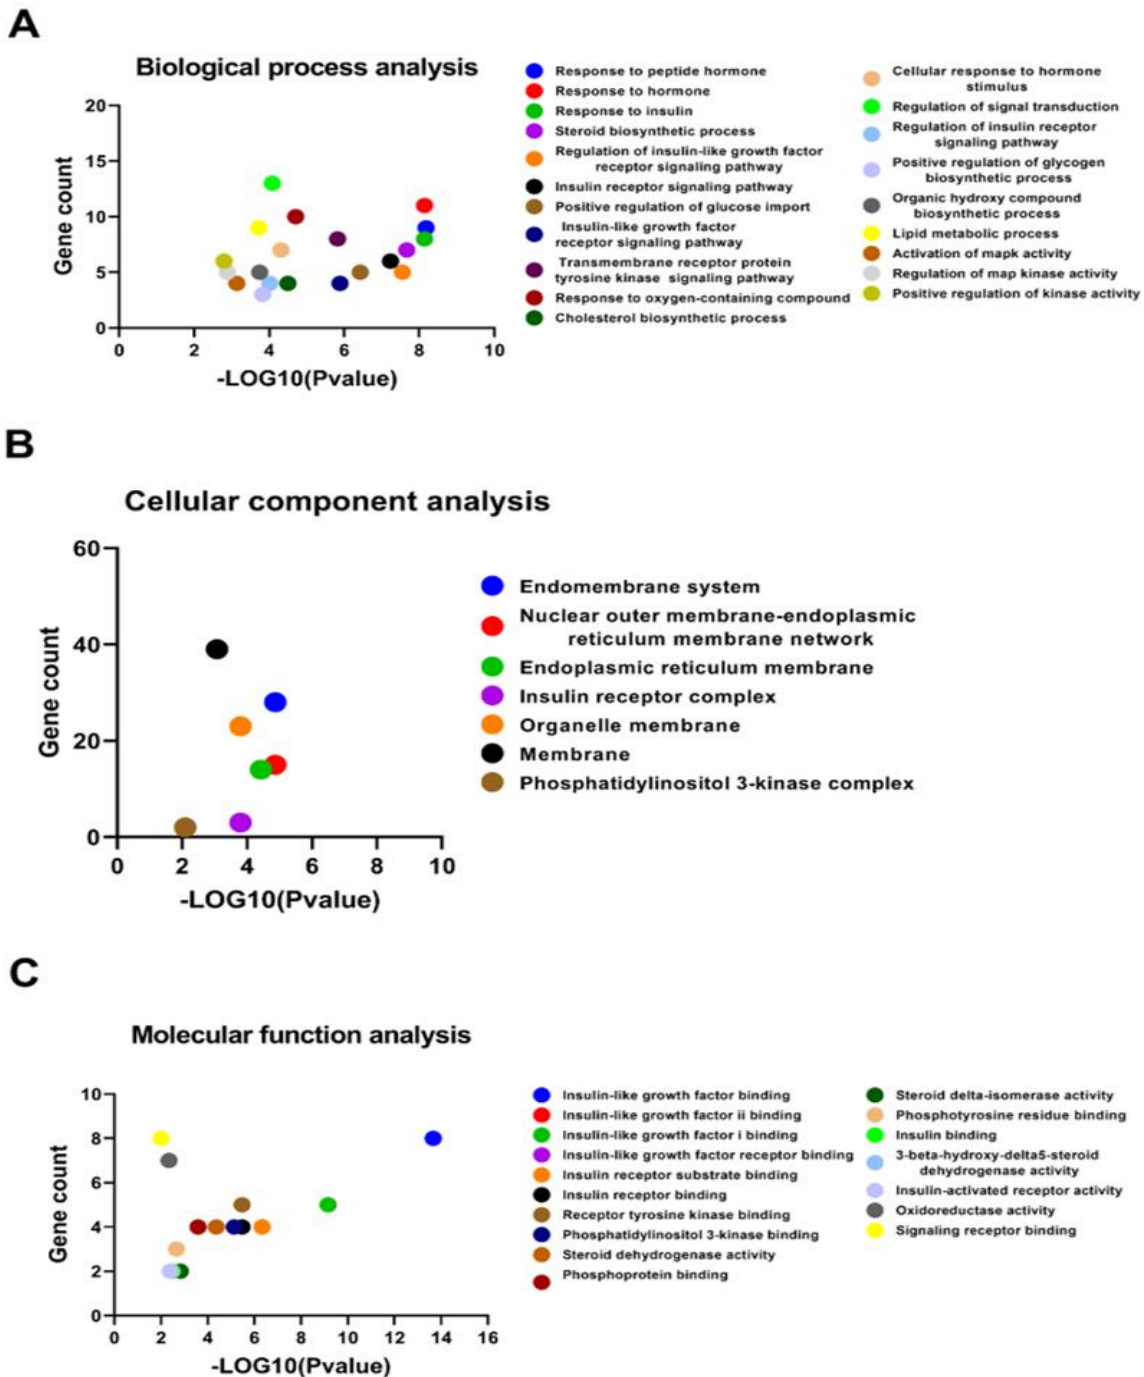 A
Biological process analysis
Gene count
20
15
10
5
0
0 2 4 6 8 10
-LOG10(Pvalue)
Response to peptide hormone
Response to hormone
Response to insulin
Steroid biosynthetic process
Regulation of insulin-like growth factor
receptor signaling pathway
Insulin receptor signaling pathway
Positive regulation of glucose import
Insulin-like growth factor
receptor signaling pathway
Transmembrane receptor protein
tyrosine kinase signaling pathway
Response to oxygen-containing compound
Cholesterol biosynthetic process
Cellular response to hormone
stimulus
Regulation of signal transduction
Regulation of insulin receptor
signaling pathway
Positive regulation of glycogen
biosynthetic process
Organic hydroxy compound
biosynthetic process
Lipid metabolic process
Activation of mapk activity
Regulation of map kinase activity
Positive regulation of kinase activity
B
Cellular component analysis
Gene count
60
40
20
0
0 2 4 6 8 10
-LOG10(Pvalue)
Endomembrane system
Nuclear outer membrane-endoplasmic
reticulum membrane network
Endoplasmic reticulum membrane
Insulin receptor complex
Organelle membrane
Membrane
Phosphatidylinositol 3-kinase complex
C
Molecular function analysis
Gene count
10
8
6
4
2
0
0 2 4 6 8 10 12 14 16
-LOG10(Pvalue)
Insulin-like growth factor binding
Insulin-like growth factor ii binding
Insulin-like growth factor i binding
Insulin-like growth factor receptor binding
Insulin receptor substrate binding
Insulin receptor binding
Receptor tyrosine kinase binding
Phosphatidylinositol 3-kinase binding
Steroid dehydrogenase activity
Phosphoprotein binding
Steroid delta-isomerase activity
Phosphotyrosine residue binding
Insulin binding
3-beta-hydroxy-delta5-steroid
dehydrogenase activity
Insulin-activated receptor activity
Oxidoreductase activity
Signaling receptor binding